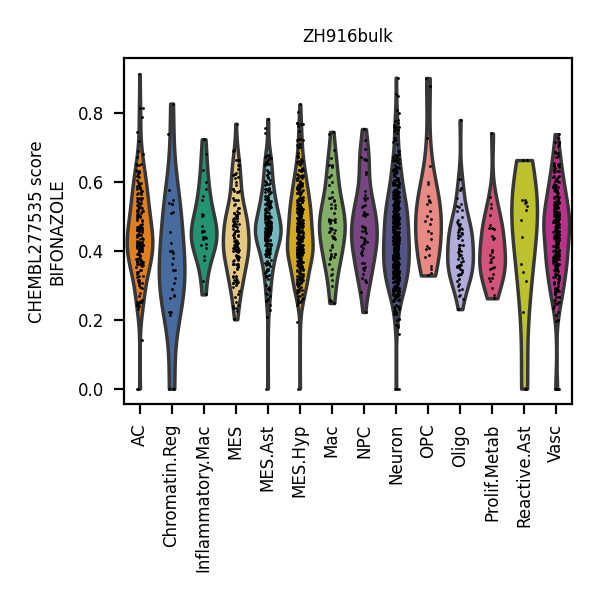 ZH916bulk
CHEMBL277535 score
BIFONAZOLE
0.8
0.6
0.4
0.2
0.0
AC
Chromatin.Reg
Inflammatory.Mac
MES
MES.Ast
MES.Hyp
Mac
NPC
Neuron
OPC
Oligo
Prolif.Metab
Reactive.Ast
Vasc